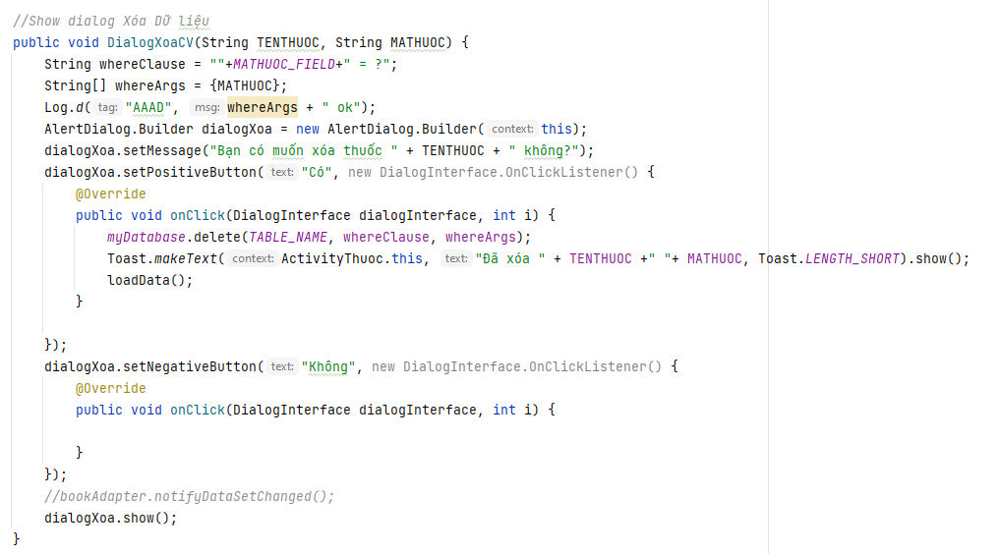 //Show dialog Xóa Dữ liệu
public void DialogXoaCV(String TENTHUOC, String MATHUOC) {
    String whereClause = ""+MATHUOC_FIELD+" = ?";
    String[] whereArgs = {MATHUOC};
    Log.d( tag: "AAAD", msg: whereArgs + " ok");
    AlertDialog.Builder dialogXoa = new AlertDialog.Builder( context: this);
    dialogXoa.setMessage("Bạn có muốn xóa thuốc " + TENTHUOC + " không?");
    dialogXoa.setPositiveButton( text: "Có", new DialogInterface.OnClickListener() {
        @Override
        public void onClick(DialogInterface dialogInterface, int i) {
            myDatabase.delete(TABLE_NAME, whereClause, whereArgs);
            Toast.makeText( context: ActivityThuoc.this, text: "Đã xóa " + TENTHUOC +" "+ MATHUOC, Toast.LENGTH_SHORT).show();
            loadData();
        }
    });
    dialogXoa.setNegativeButton( text: "Không", new DialogInterface.OnClickListener() {
        @Override
        public void onClick(DialogInterface dialogInterface, int i) {
        }
    });
    //bookAdapter.notifyDataSetChanged();
    dialogXoa.show();
}